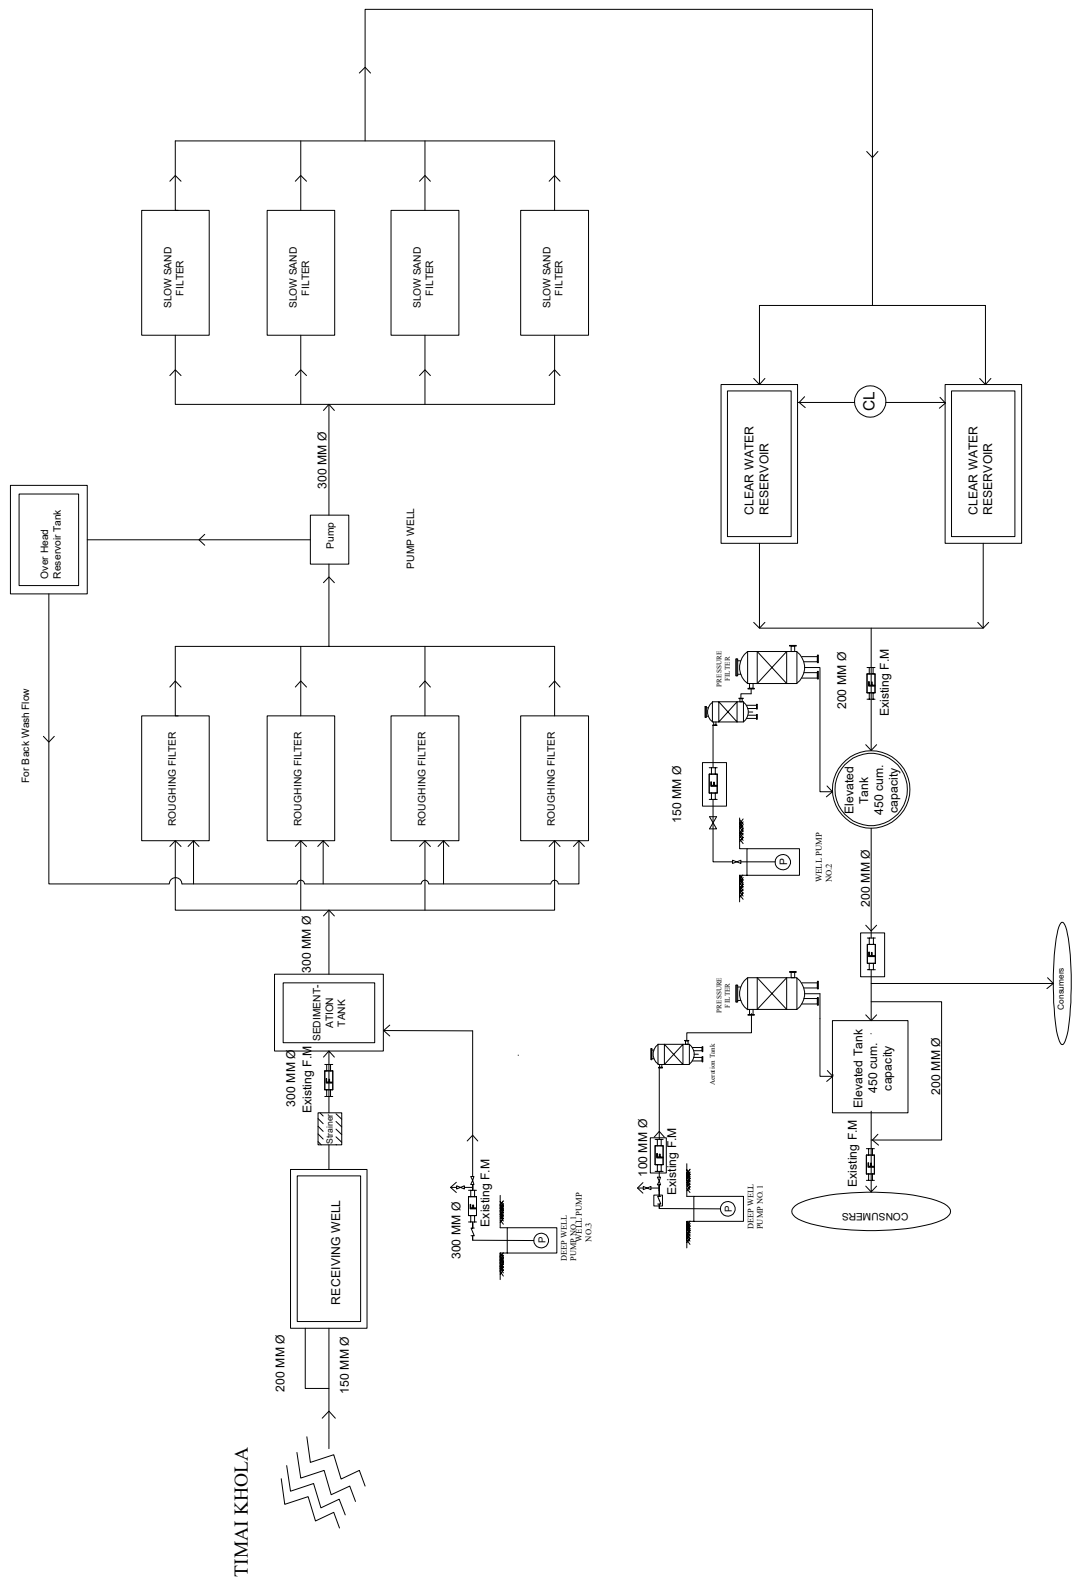 TIMAI KHOLA
200 MM Ø
150 MM Ø
RECEIVING WELL
Strainer
300 MM Ø
Existing F.M
F
SEDIMENT-
ATION
TANK
300 MM Ø
300 MM Ø
F
Existing F.M
P
DEEP WELL
PUMP NO. 1
WELL PUMP
NO.3
For Back Wash Flow
ROUGHING FILTER
ROUGHING FILTER
ROUGHING FILTER
ROUGHING FILTER
Over Head
Reservoir Tank
Pump
PUMP WELL
300 MM Ø
SLOW SAND
FILTER
SLOW SAND
FILTER
SLOW SAND
FILTER
SLOW SAND
FILTER
CLEAR WATER
RESERVOIR
CL
CLEAR WATER
RESERVOIR
200 MM Ø
F
Existing F.M
PRESSURE
FILTER
150 MM Ø
F
P
WELL PUMP
NO.2
Elevated
Tank
450 cum.
capacity
200 MM Ø
F
Consumers
100 MM Ø
F
Existing F.M
P
DEEP WELL
PUMP NO. 1
Aeration Tank
PRESSURE
FILTER
Elevated Tank
450 cum.
capacity
200 MM Ø
Existing F.M
F
CONSUMERS